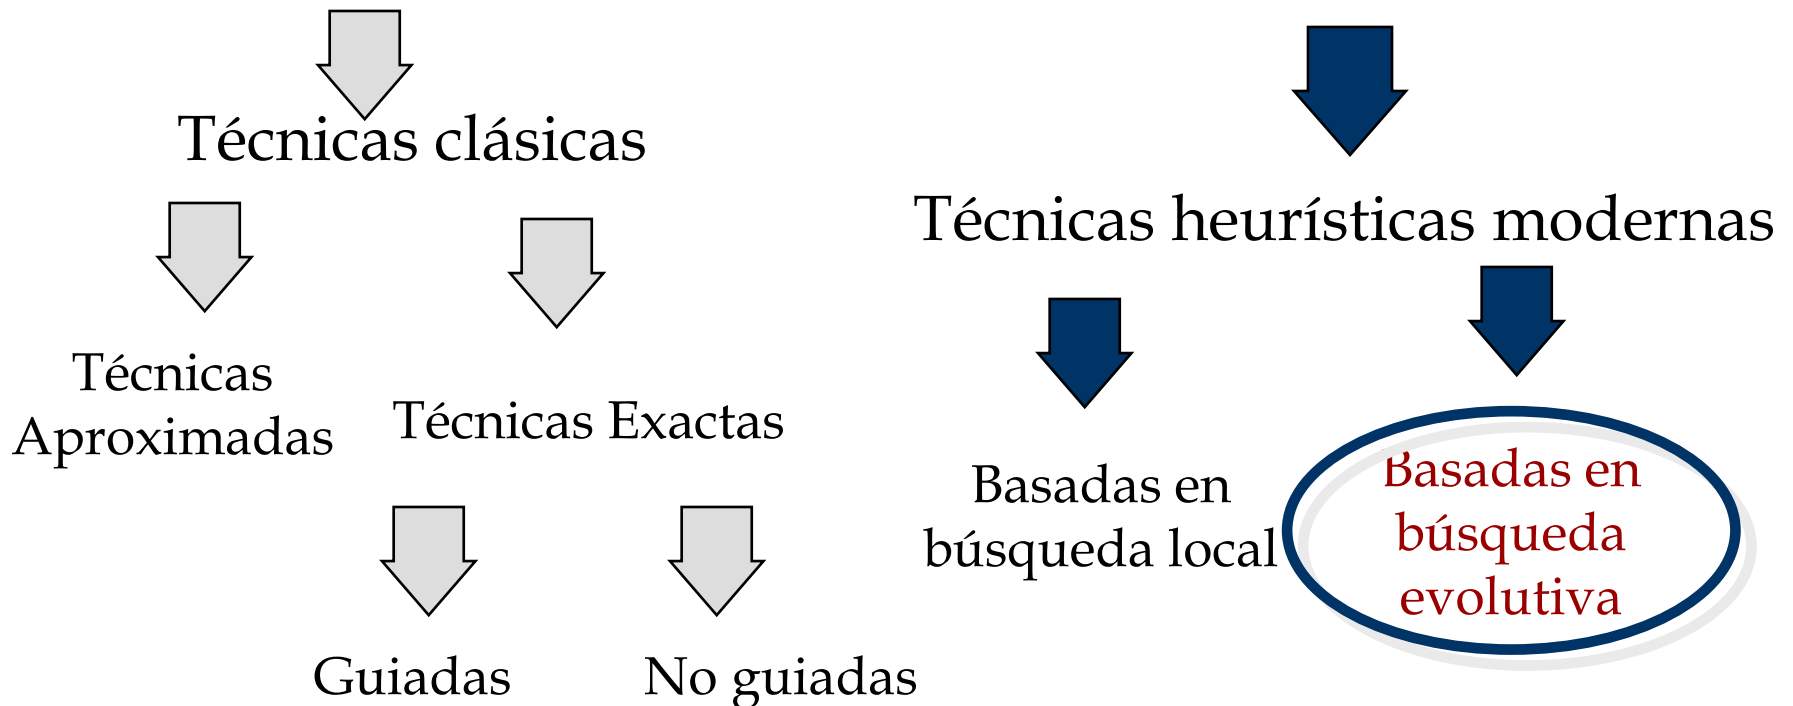 Técnicas clásicas
Técnicas heurísticas modernas
Técnicas
Aproximadas
Técnicas Exactas
Basadas en
búsqueda local
Basadas en
búsqueda
evolutiva
Guiadas
No guiadas